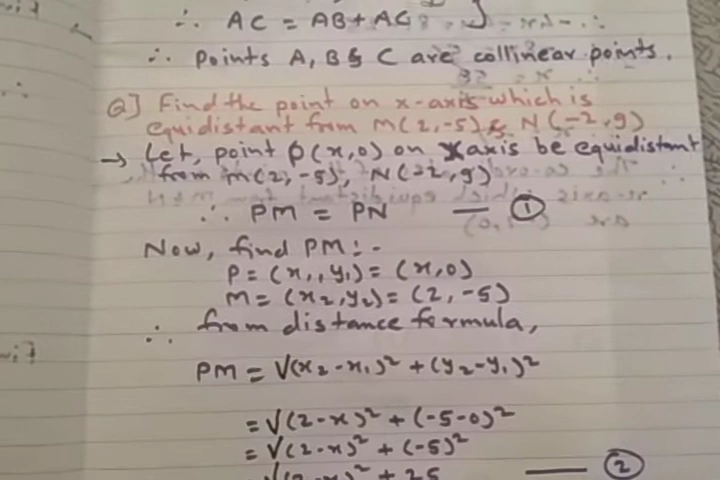 ∴ AC = AB + AC
∴ Points A, B & C are collinear points.
Q] Find the point on x-axis which is
equidistant from M(2,-5) & N(-2,9)
→ Let, point P(x,0) on X axis be equidistant
from M(2,-5), N(-2,9)
∴ PM = PN — ①
Now, find PM:-
P = (x₁, y₁) = (x,0)
M = (x₂, y₂) = (2,-5)
∴ from distance formula,
PM = √(x₂-x₁)² + (y₂-y₁)²
= √(2-x)² + (-5-0)²
= √(2-x)² + (-5)²
= √(2-x)² + 25 — ②